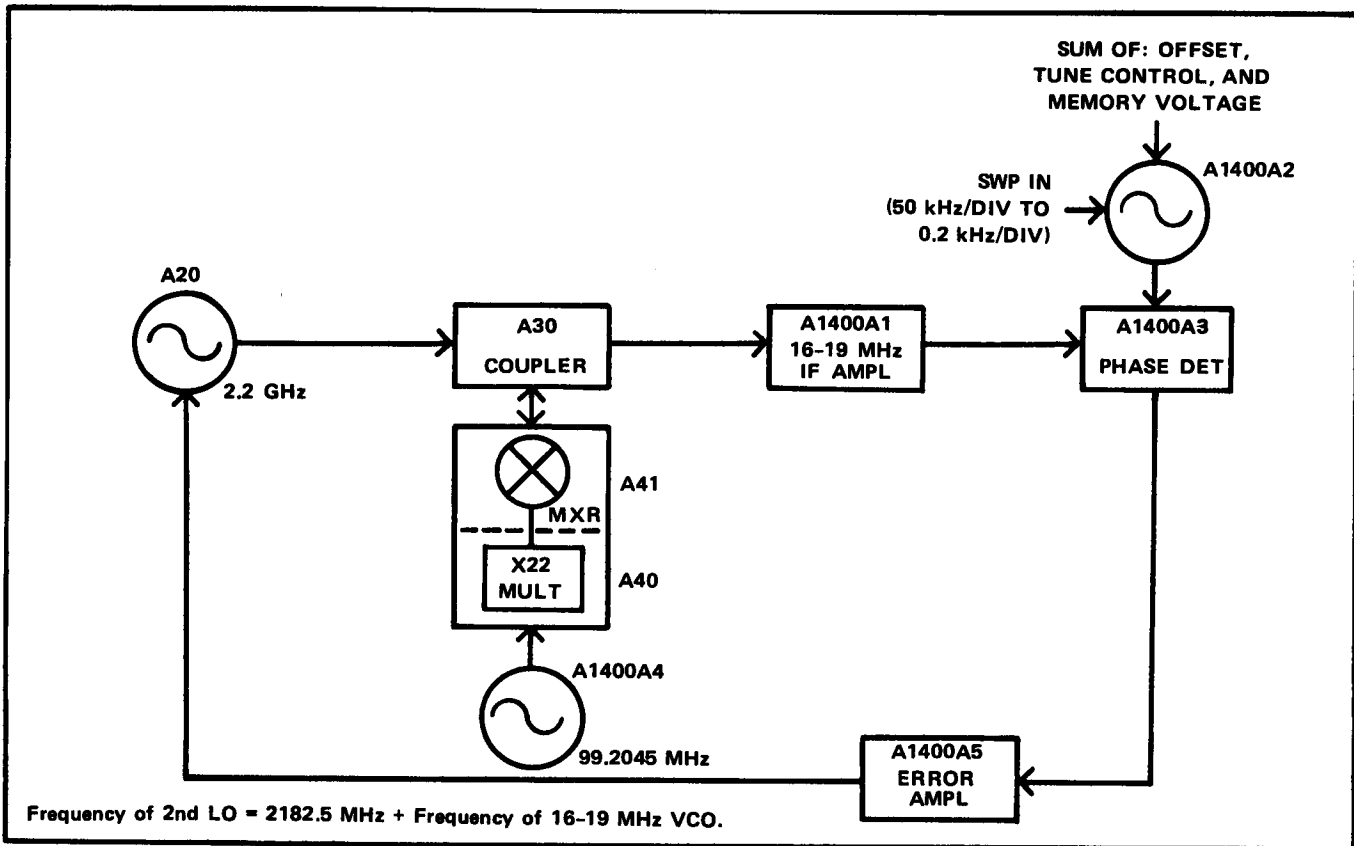 SUM OF: OFFSET,
TUNE CONTROL, AND
MEMORY VOLTAGE
A1400A2
SWP IN
(50 kHz/DIV TO
0.2 kHz/DIV)
A20
2.2 GHz
A30
COUPLER
A1400A1
16-19 MHz
IF AMPL
A1400A3
PHASE DET
A41
MXR
X22
MULT
A40
A1400A4
99.2045 MHz
A1400A5
ERROR
AMPL
Frequency of 2nd LO = 2182.5 MHz + Frequency of 16-19 MHz VCO.